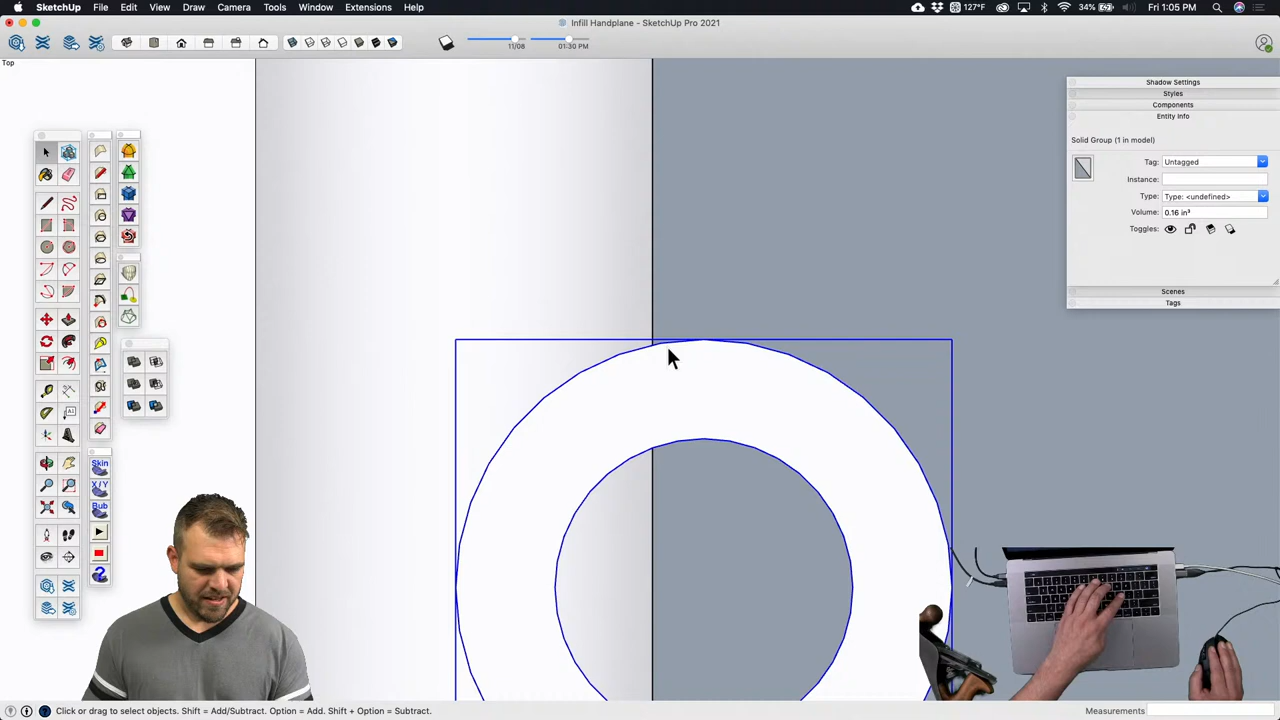 SketchUp File Edit View Draw Camera Tools Window Extensions Help 127°F 34% Fri 1:05 PM
Infill Handplane - SketchUp Pro 2021
11/08 01:30 PM
Top
Shadow Settings
Styles
Components
Entity Info
Solid Group (1 in model)
Tag: Untagged
Instance:
Type: Type: <undefined>
Volume: 0.16 in³
Toggles:
Scenes
Tags
A1
Skin
X/Y
Bub
?
Click or drag to select objects. Shift = Add/Subtract. Option = Add. Shift + Option = Subtract. Measurements